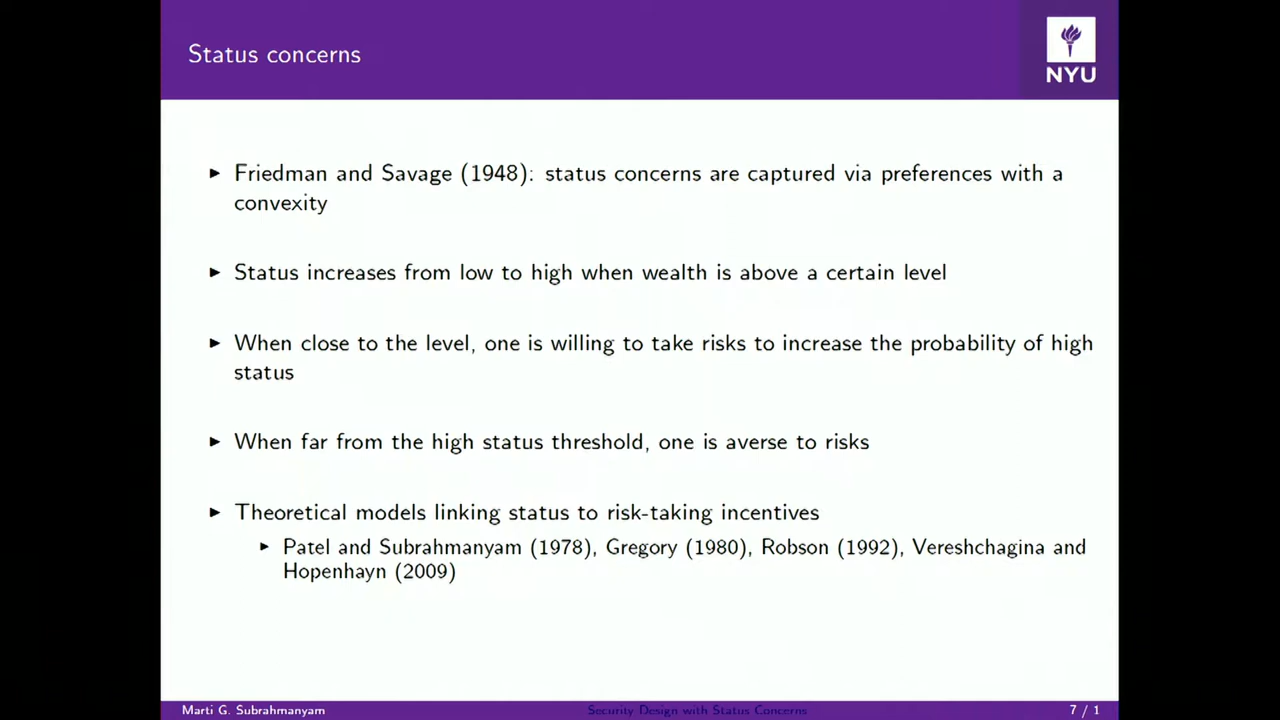 Status concerns
NYU
▶ Friedman and Savage (1948): status concerns are captured via preferences with a
convexity
▶ Status increases from low to high when wealth is above a certain level
▶ When close to the level, one is willing to take risks to increase the probability of high
status
▶ When far from the high status threshold, one is averse to risks
▶ Theoretical models linking status to risk-taking incentives
▶ Patel and Subrahmanyam (1978), Gregory (1980), Robson (1992), Vereshchagina and
Hopenhayn (2009)
Marti G. Subrahmanyam Security Design with Status Concerns 7 / 1